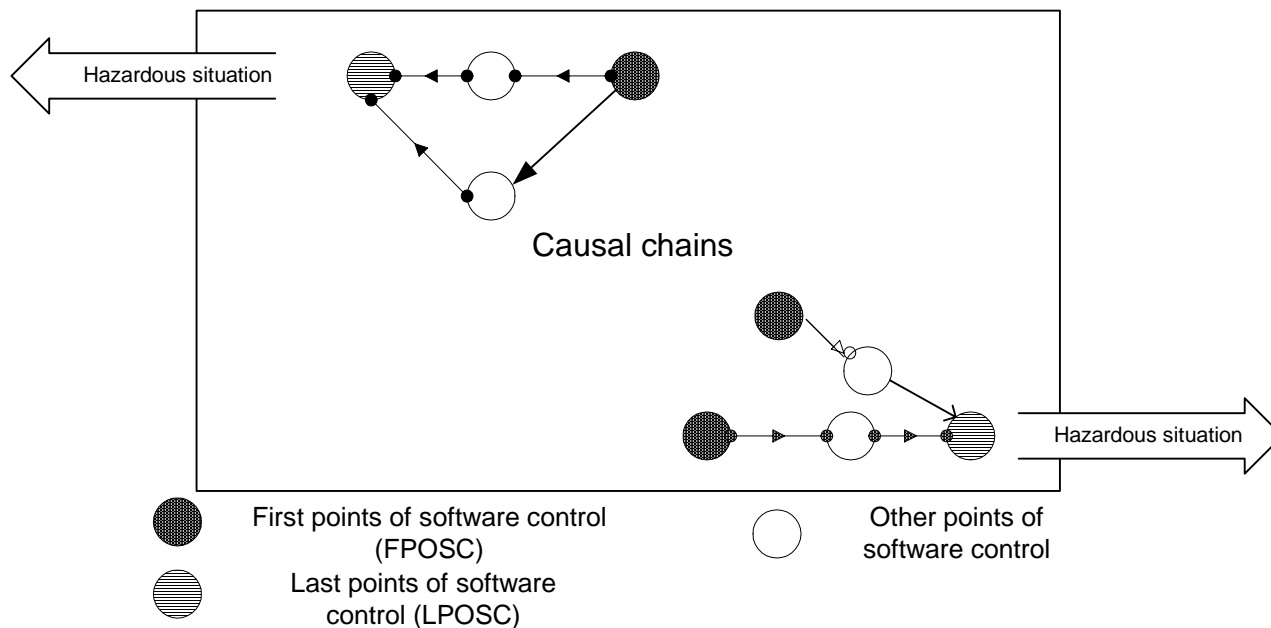 Hazardous situation
Causal chains
Hazardous situation
First points of software control
(FPOSC)
Other points of
software control
Last points of software
control (LPOSC)